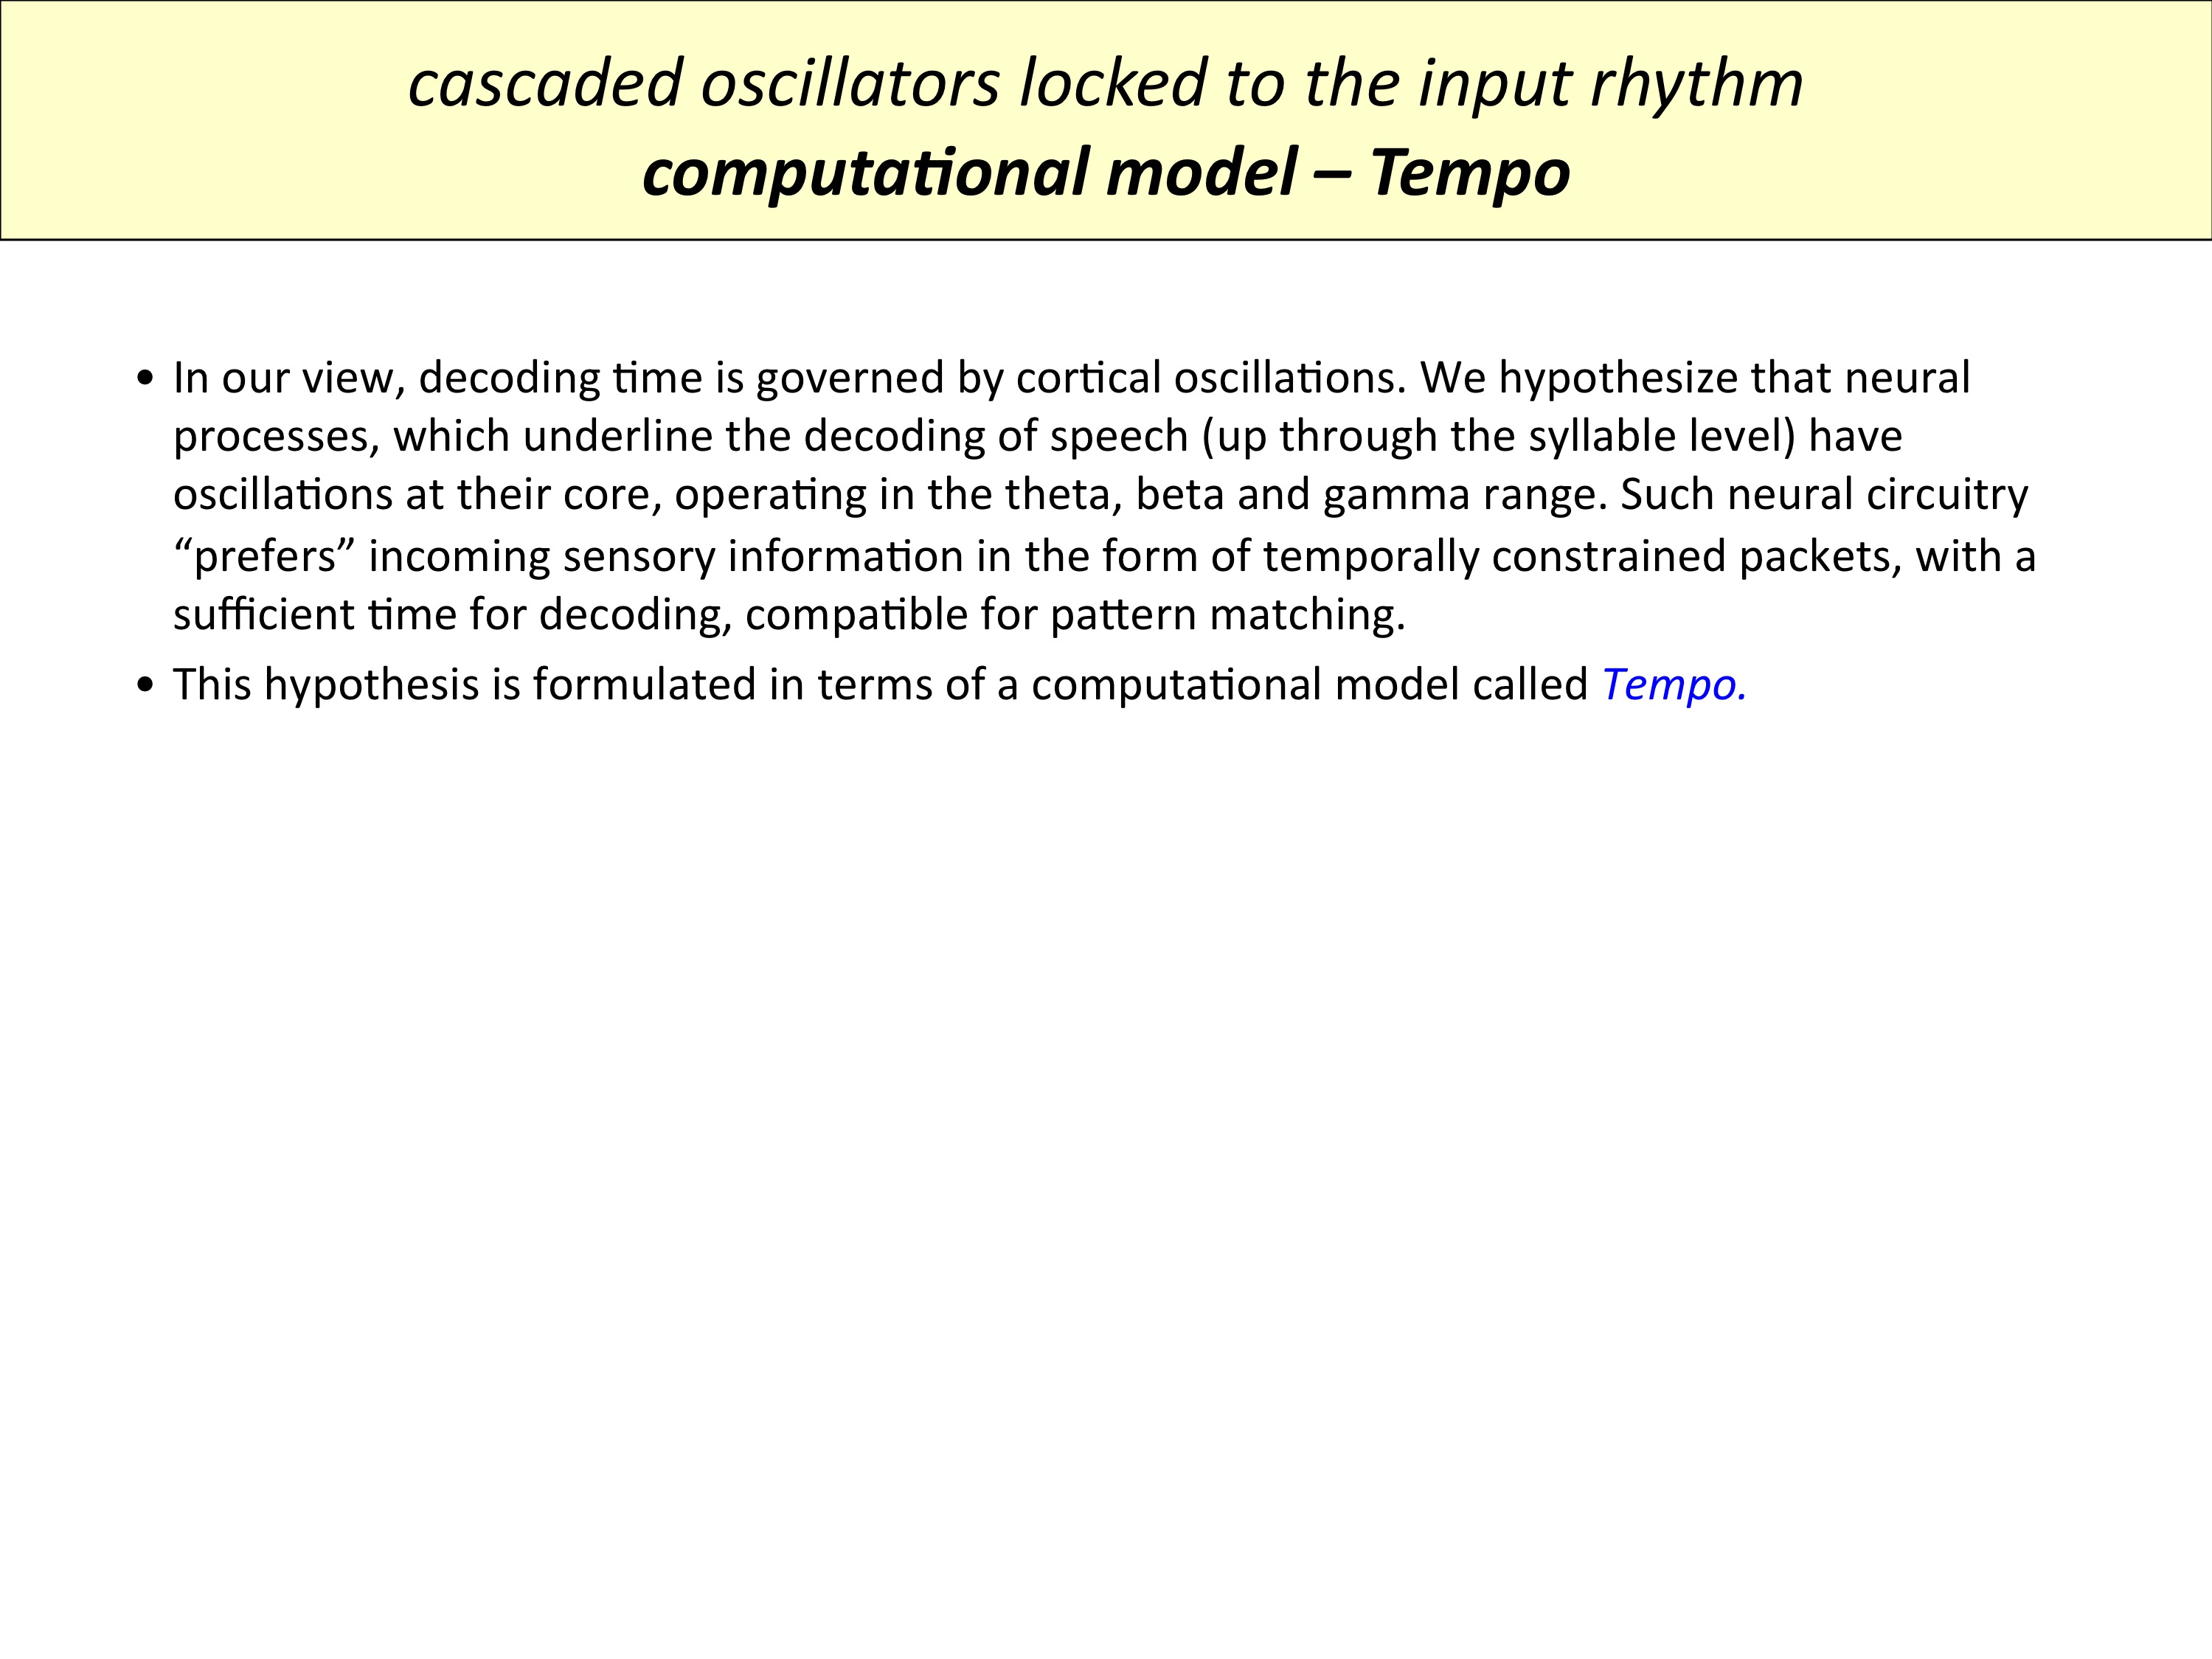 cascaded oscillators locked to the input rhythm
computational model – Tempo
• In our view, decoding time is governed by cortical oscillations. We hypothesize that neural
processes, which underline the decoding of speech (up through the syllable level) have
oscillations at their core, operating in the theta, beta and gamma range. Such neural circuitry
“prefers” incoming sensory information in the form of temporally constrained packets, with a
sufficient time for decoding, compatible for pattern matching.
• This hypothesis is formulated in terms of a computational model called Tempo.